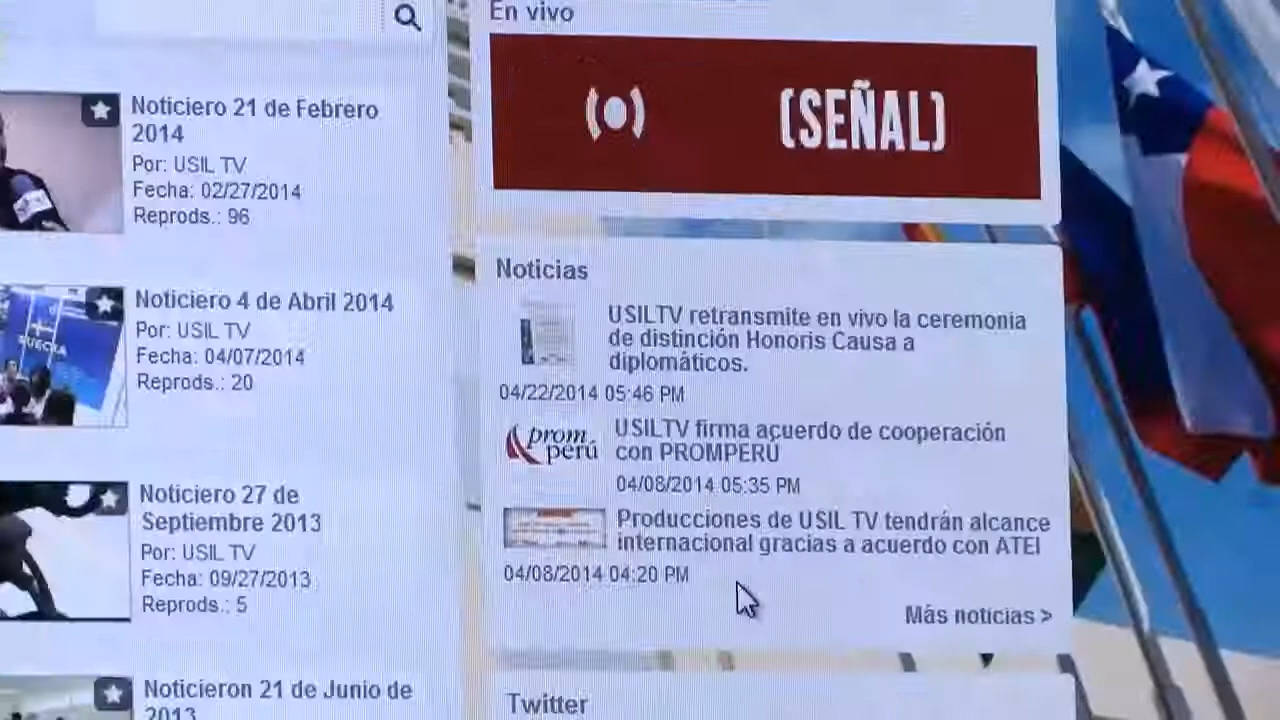 Noticiero 21 de Febrero
2014
Por: USIL TV
Fecha: 02/27/2014
Reprods.: 96
SUECIA
Noticiero 4 de Abril 2014
Por: USIL TV
Fecha: 04/07/2014
Reprods.: 20
Noticiero 27 de
Septiembre 2013
Por: USIL TV
Fecha: 09/27/2013
Reprods.: 5
Noticieron 21 de Junio de
2013
En vivo
(SEÑAL)
Noticias
USILTV retransmite en vivo la ceremonia
de distinción Honoris Causa a
diplomáticos.
04/22/2014 05:46 PM
prom
perú
USILTV firma acuerdo de cooperación
con PROMPERÚ
04/08/2014 05:35 PM
Producciones de USIL TV tendrán alcance
internacional gracias a acuerdo con ATEI
04/08/2014 04:20 PM
Más noticias >
Twitter